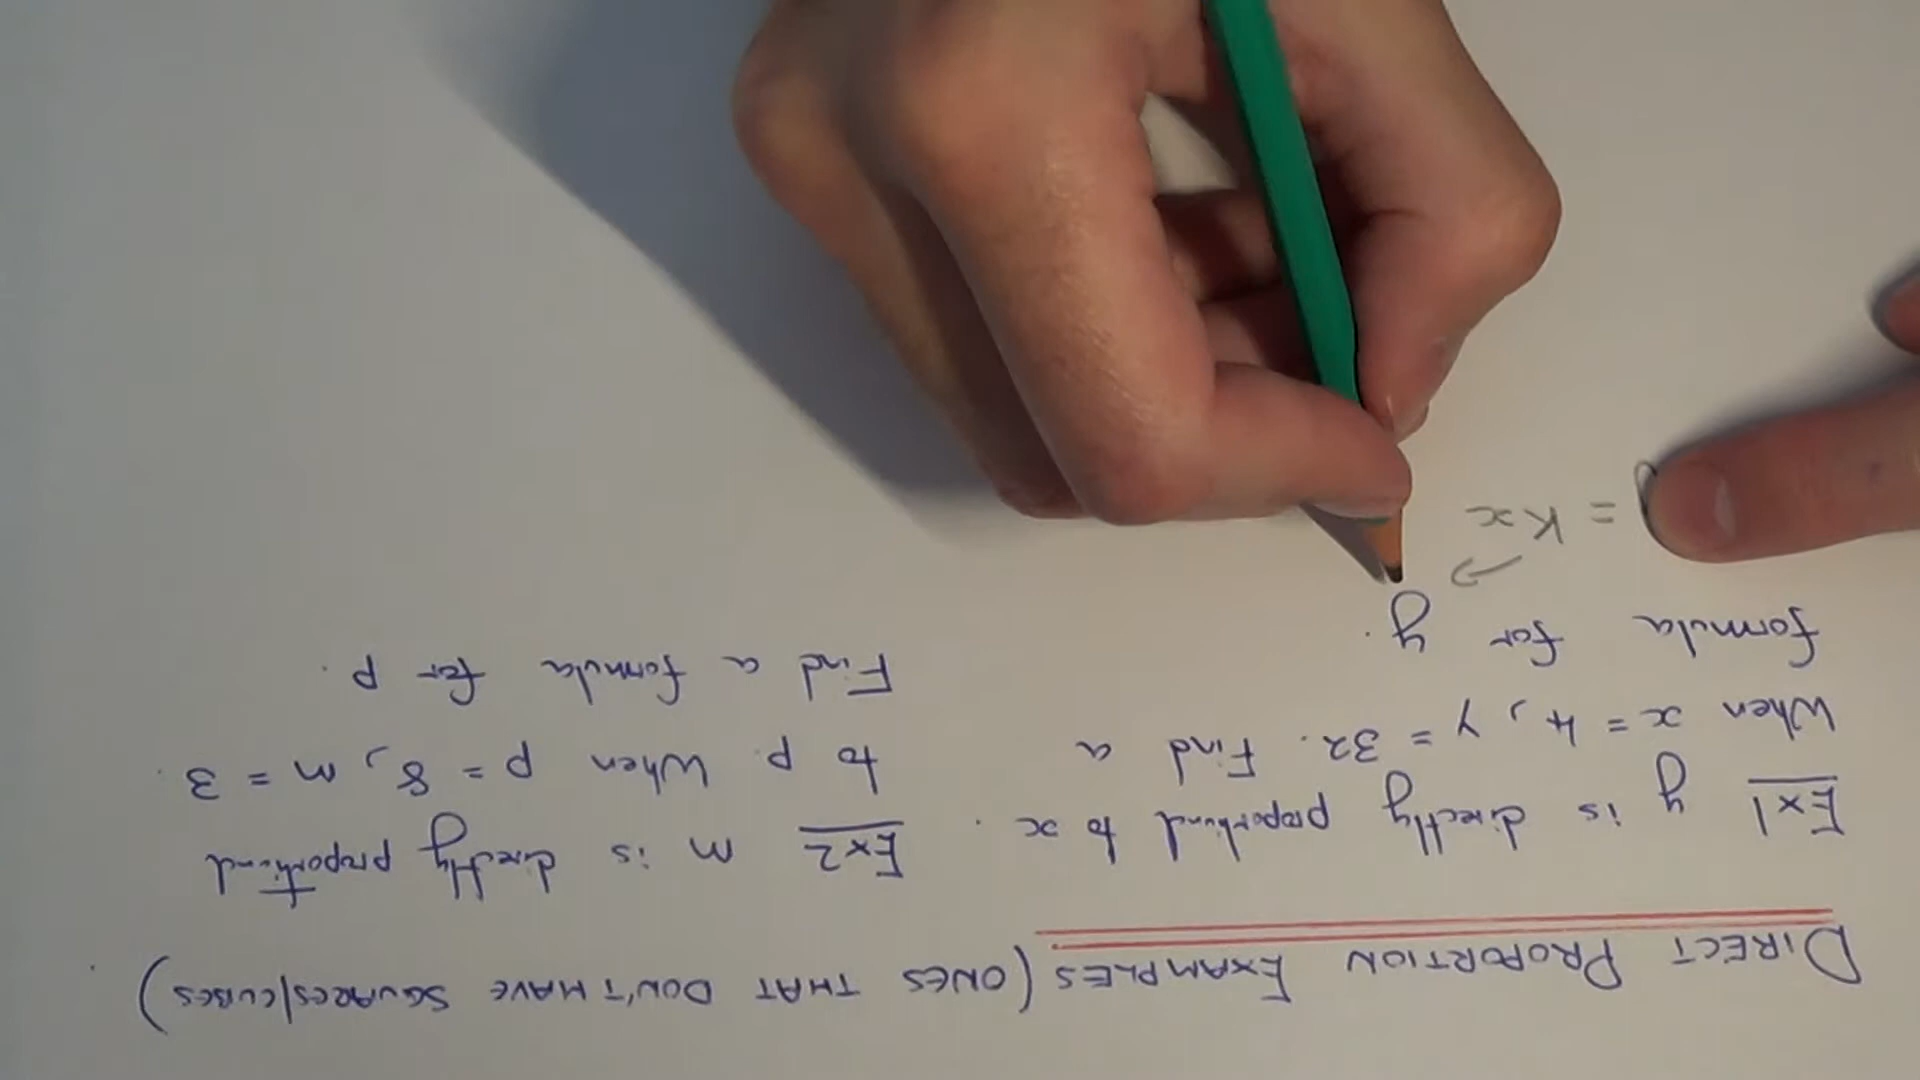 DIRECT PROPORTION EXAMPLES (ONES THAT DON'T HAVE SQUARES/CUBES)
Ex1 y is directly proportional to x.
When x = 4, y = 32. Find a
formula for y.
= Kx
Ex2 m is directly proportional
to p. When p = 8, m = 3.
Find a formula for p.